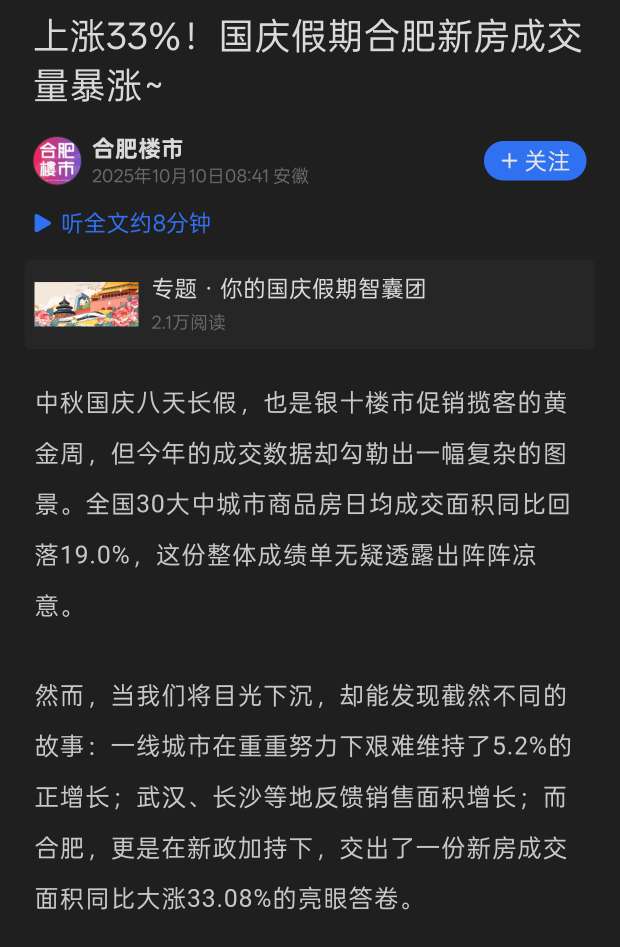 上涨33%！国庆假期合肥新房成交
量暴涨~
合肥
楼市
合肥楼市
2025年10月10日08:41 安徽
+ 关注
听全文约8分钟
专题 · 你的国庆假期智囊团
2.1万阅读
中秋国庆八天长假，也是银十楼市促销揽客的黄
金周，但今年的成交数据却勾勒出一幅复杂的图
景。全国30大中城市商品房日均成交面积同比回
落19.0%，这份整体成绩单无疑透露出阵阵凉
意。
然而，当我们将目光下沉，却能发现截然不同的
故事：一线城市在重重努力下艰难维持了5.2%的
正增长；武汉、长沙等地反馈销售面积增长；而
合肥，更是在新政加持下，交出了一份新房成交
面积同比大涨33.08%的亮眼答卷。